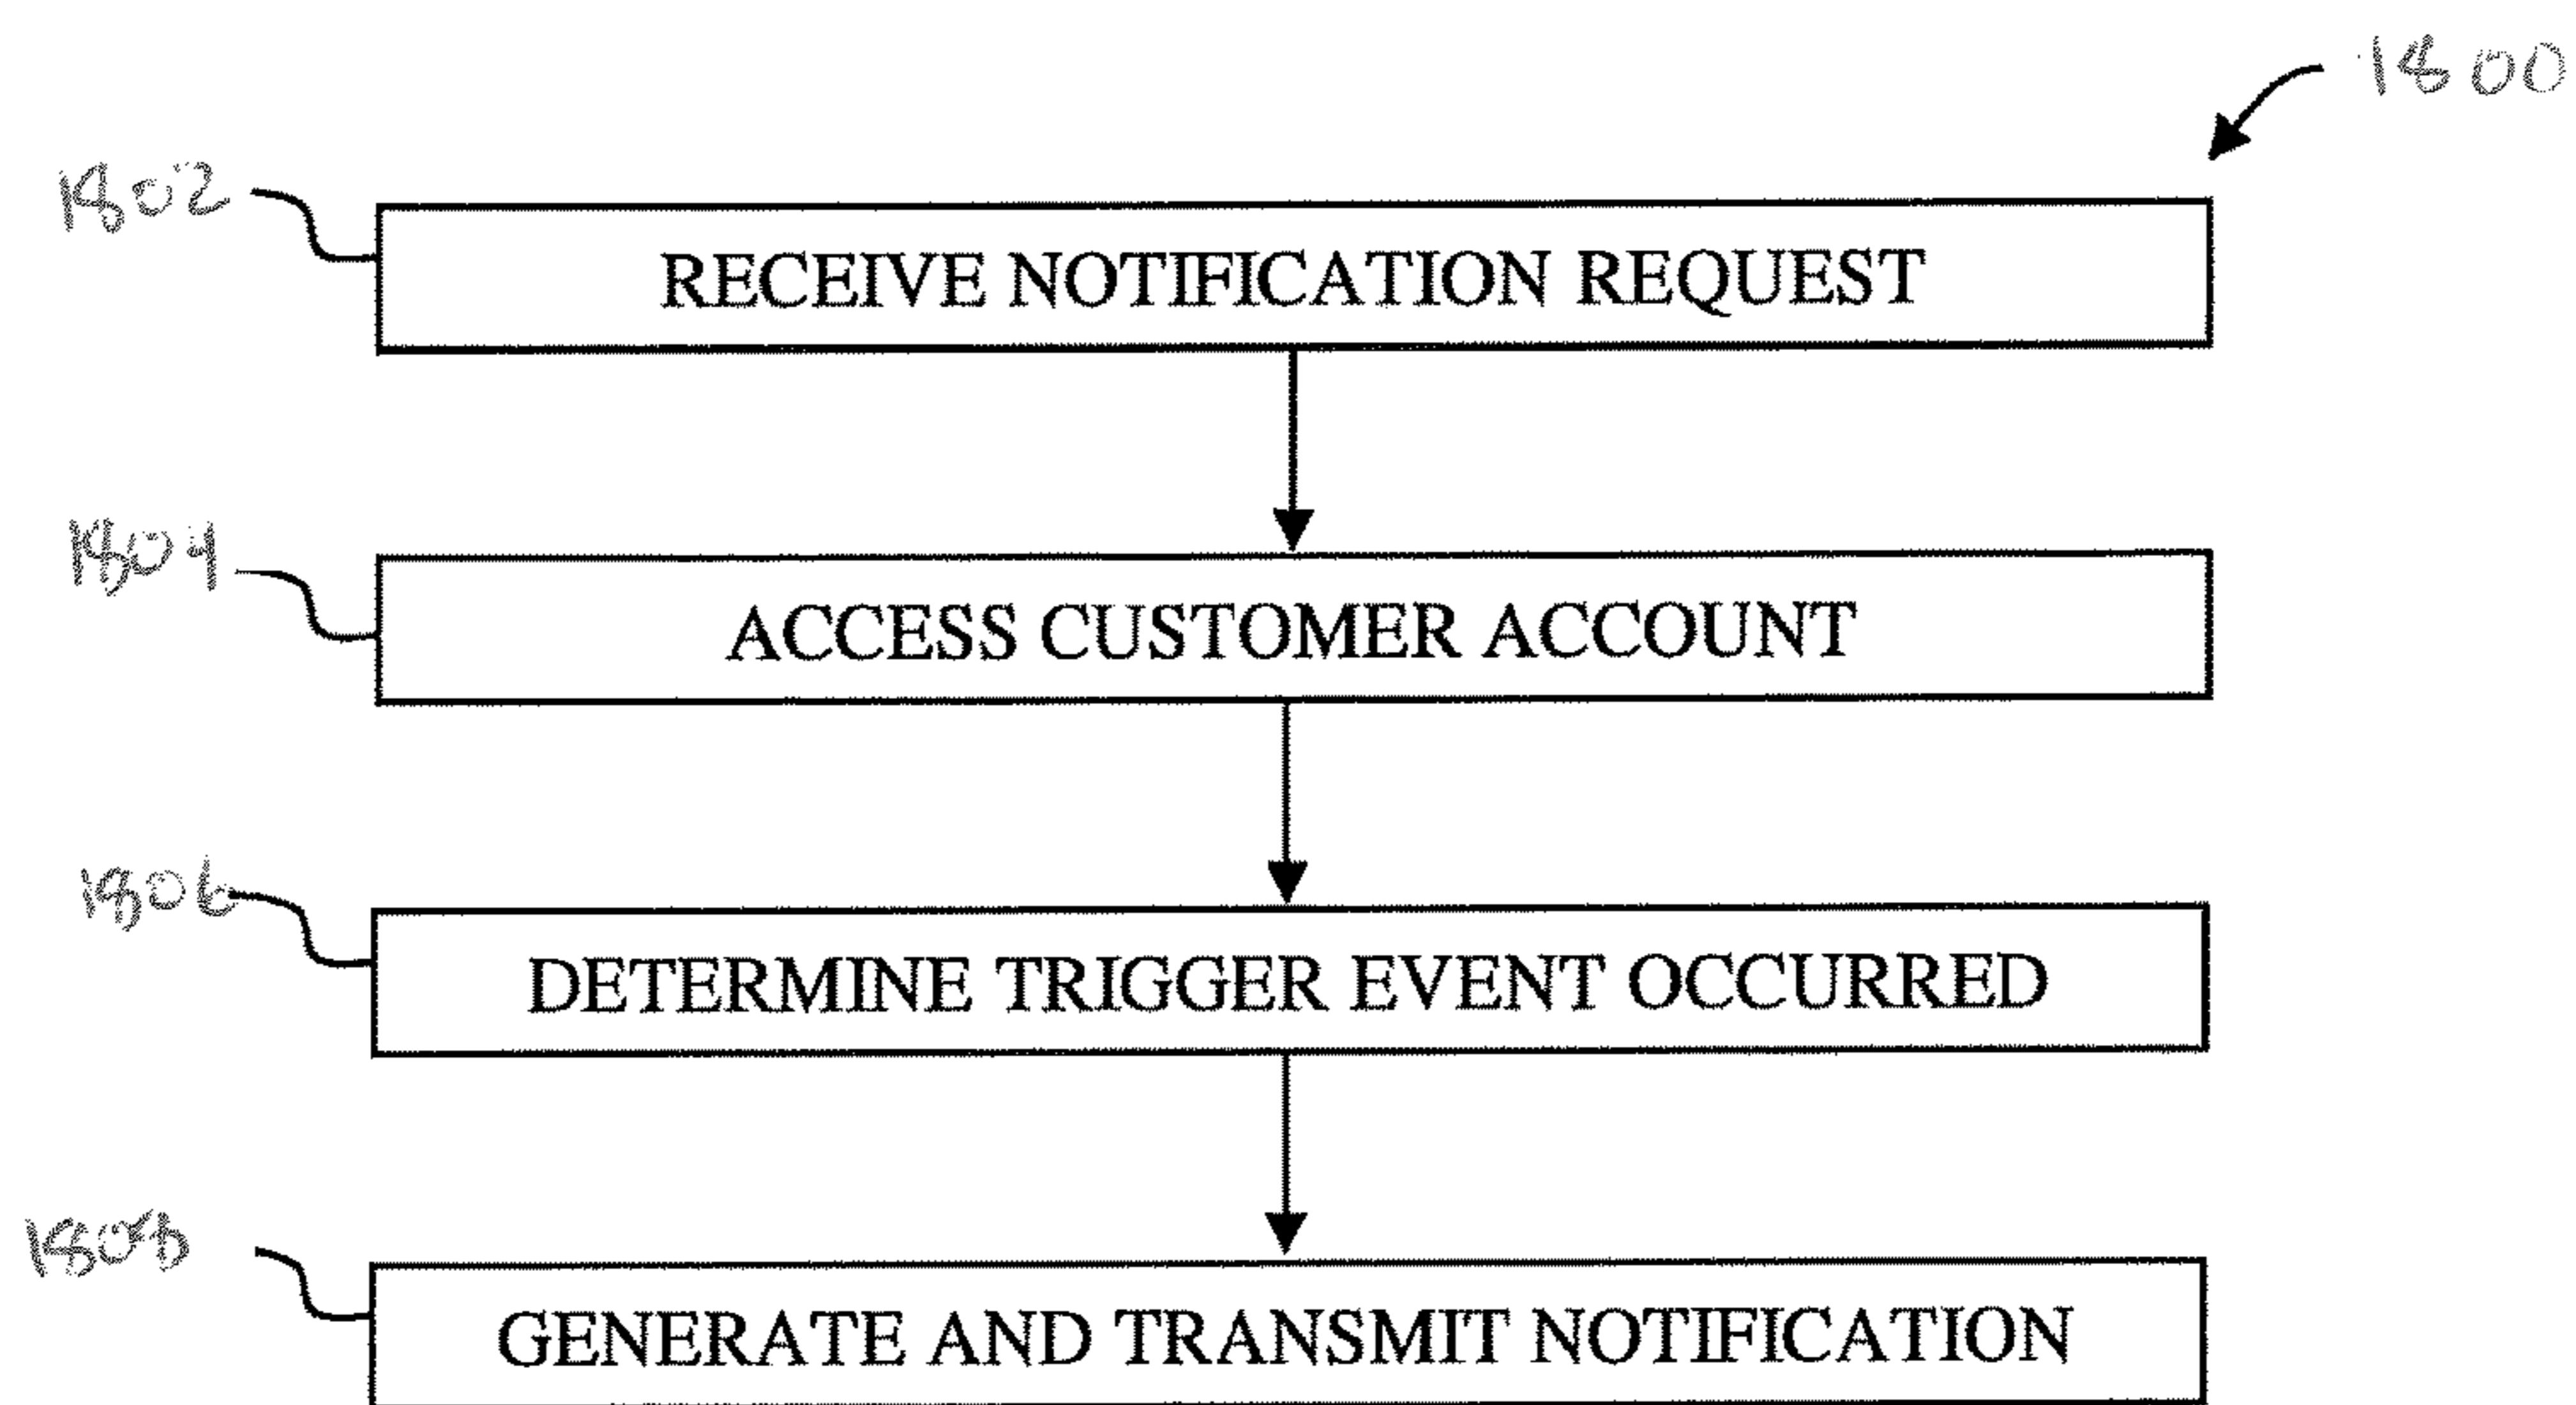 1800
1802
RECEIVE NOTIFICATION REQUEST
1804
ACCESS CUSTOMER ACCOUNT
1806
DETERMINE TRIGGER EVENT OCCURRED
1808
GENERATE AND TRANSMIT NOTIFICATION